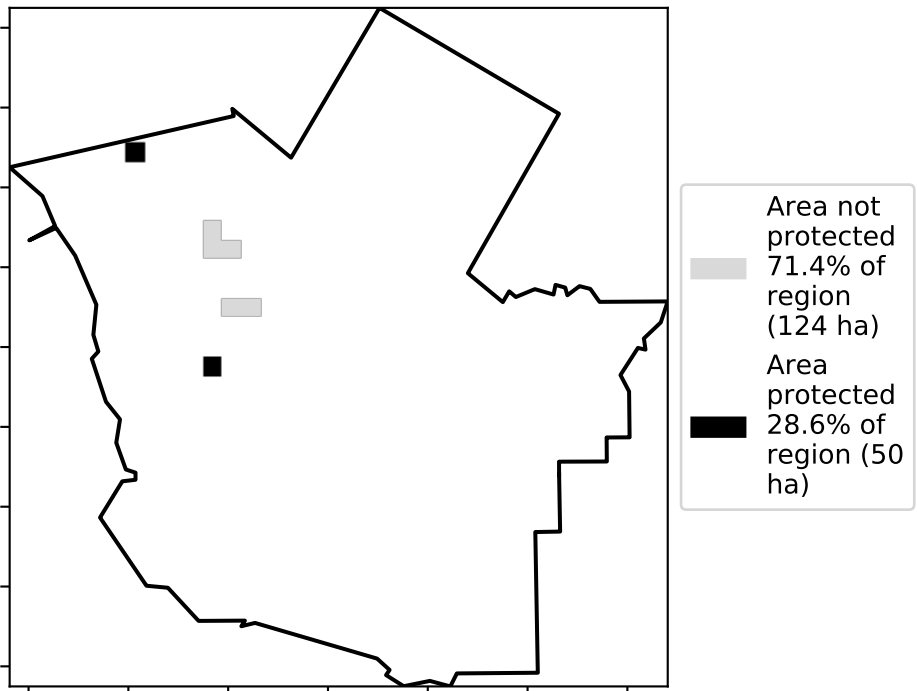 Area not
protected
71.4% of
region
(124 ha)
Area
protected
28.6% of
region (50
ha)